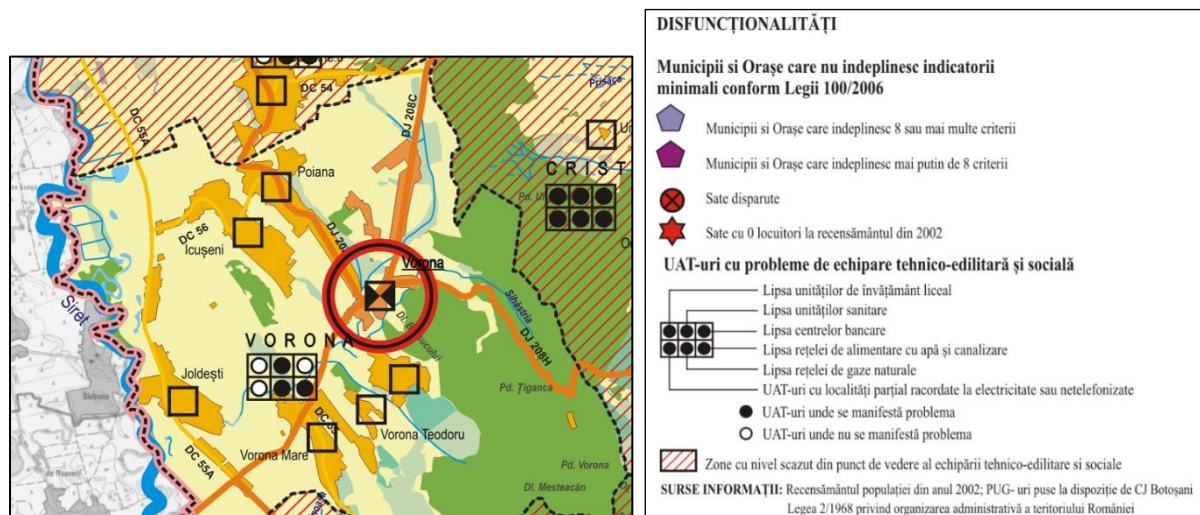 DC 54
DC 55A
DJ 208C
Prisaca
Poiana
CRIST
DC 56
Icușeni
Vorona
Siret
Sihăstria
VORONA
DJ 208H
Joldești
Pd. Țiganca
Vorona Teodoru
Vorona Mare
DC 55A
Pd. Vorona
Dl. Mesteacăn
DISFUNCȚIONALITĂȚI
Municipii si Orașe care nu indeplinesc indicatorii
minimali conform Legii 100/2006
Municipii si Orașe care indeplinesc 8 sau mai multe criterii
Municipii si Orașe care indeplinesc mai putin de 8 criterii
Sate disparute
Sate cu 0 locuitori la recensământul din 2002
UAT-uri cu probleme de echipare tehnico-edilitară și socială
Lipsa unităților de învățământ liceal
Lipsa unităților sanitare
Lipsa centrelor bancare
Lipsa rețelei de alimentare cu apă și canalizare
Lipsa rețelei de gaze naturale
UAT-uri cu localități parțial racordate la electricitate sau netelefonizate
UAT-uri unde se manifestă problema
UAT-uri unde nu se manifestă problema
Zone cu nivel scazut din punct de vedere al echipării tehnico-edilitare si sociale
SURSE INFORMAȚII: Recensământul populației din anul 2002; PUG- uri puse la dispoziție de CJ Botoșani
Legea 2/1968 privind organizarea administrativă a teritoriului României